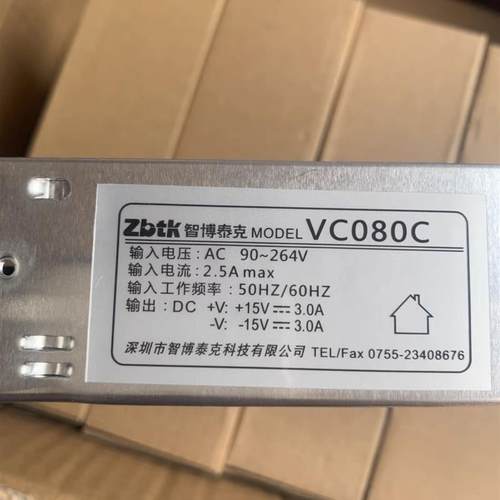 Zbtk 智博泰克 MODEL VC080C
输入电压: AC 90~264V
输入电流: 2.5A max
输入工作频率: 50HZ/60HZ
输出: DC +V: +15V⎓3.0A
-V: -15V⎓3.0A
深圳市智博泰克科技有限公司 TEL/Fax 0755-23408676